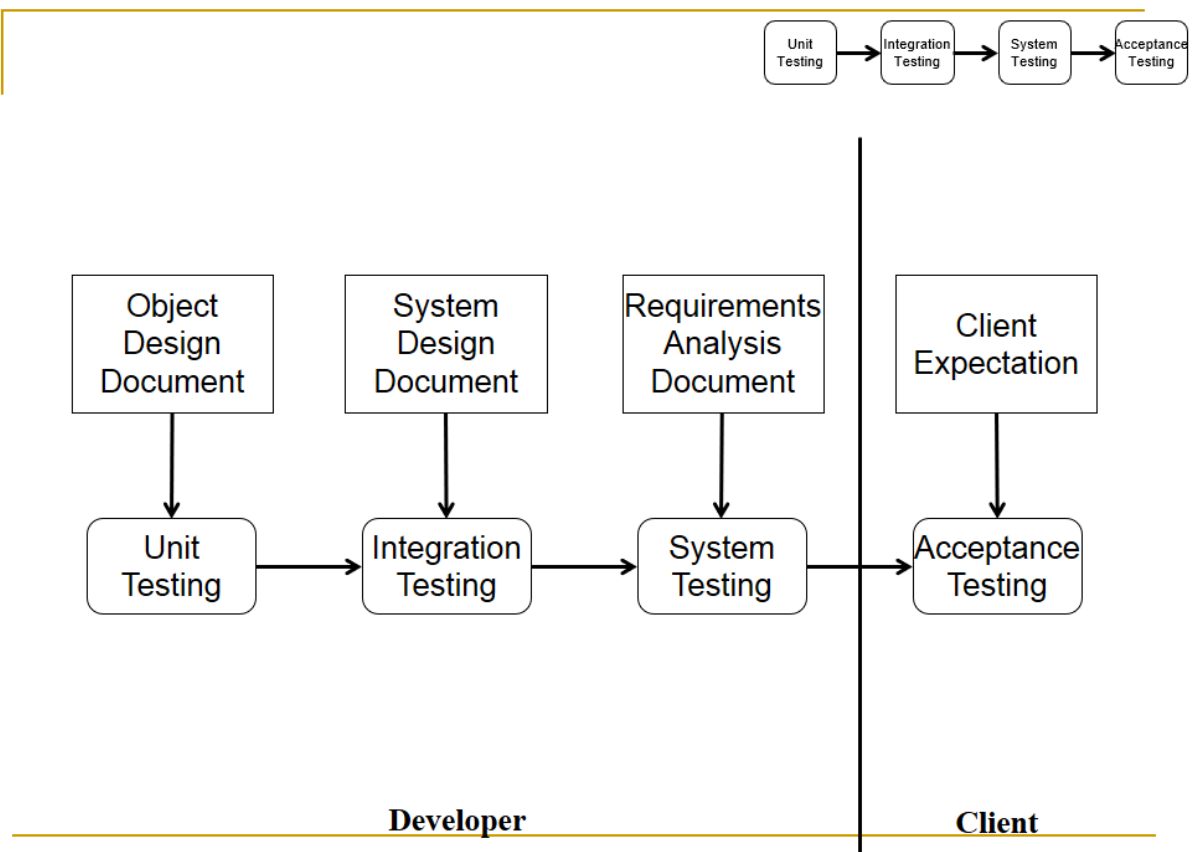 Unit
Testing
Integration
Testing
System
Testing
Acceptance
Testing
Object
Design
Document
System
Design
Document
Requirements
Analysis
Document
Client
Expectation
Unit
Testing
Integration
Testing
System
Testing
Acceptance
Testing
Developer
Client